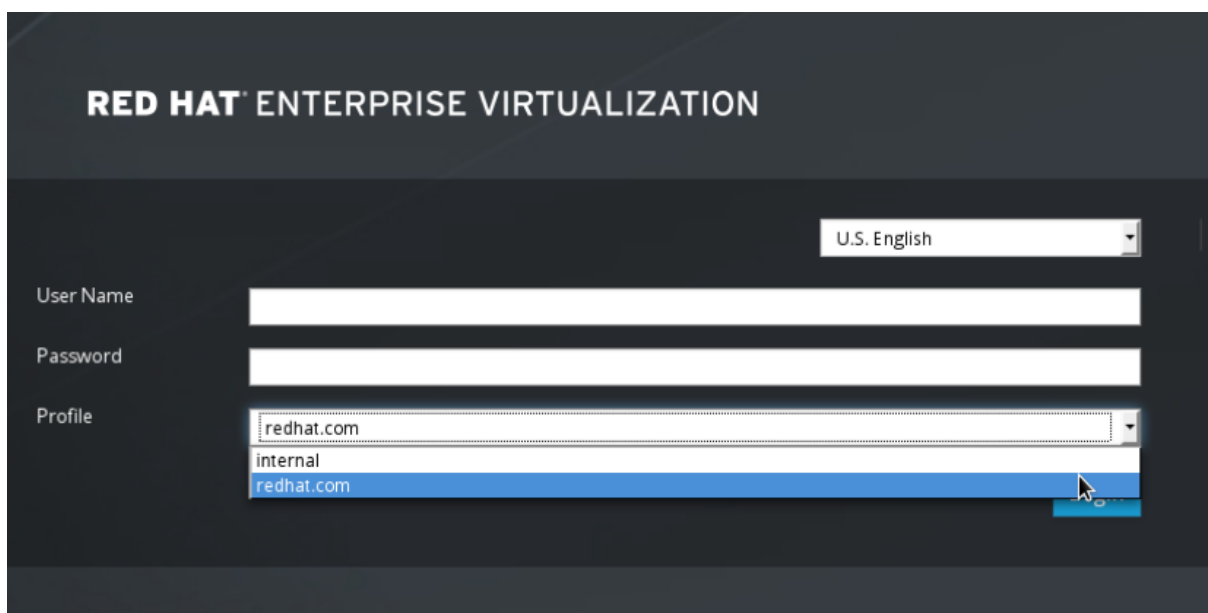 RED HAT® ENTERPRISE VIRTUALIZATION
U.S. English
User Name
Password
Profile
redhat.com
internal
redhat.com